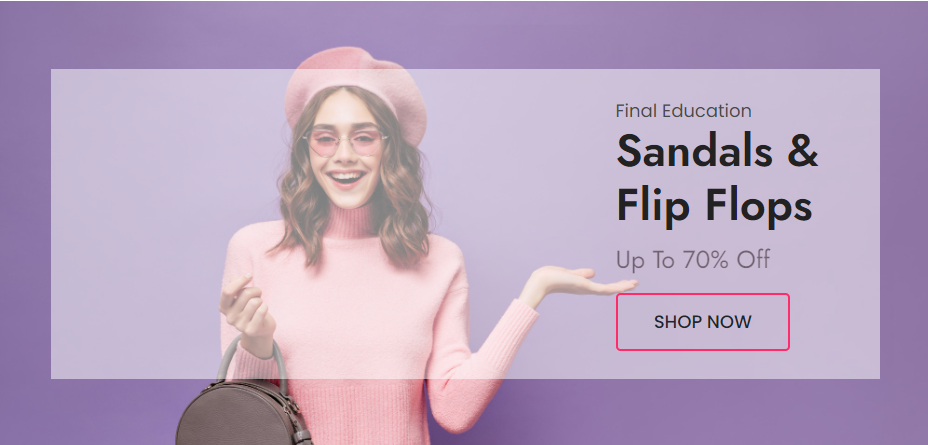 Final Education
Sandals &
Flip Flops
Up To 70% Off
SHOP NOW